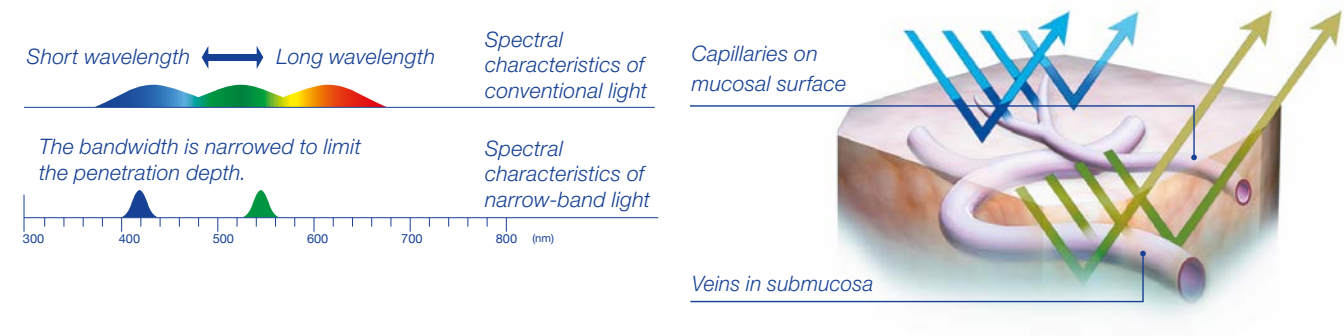 Short wavelength
Long wavelength
Spectral
characteristics of
conventional light
The bandwidth is narrowed to limit
the penetration depth.
Spectral
characteristics of
narrow-band light
300 400 500 600 700 800 (nm)
Capillaries on
mucosal surface
Veins in submucosa